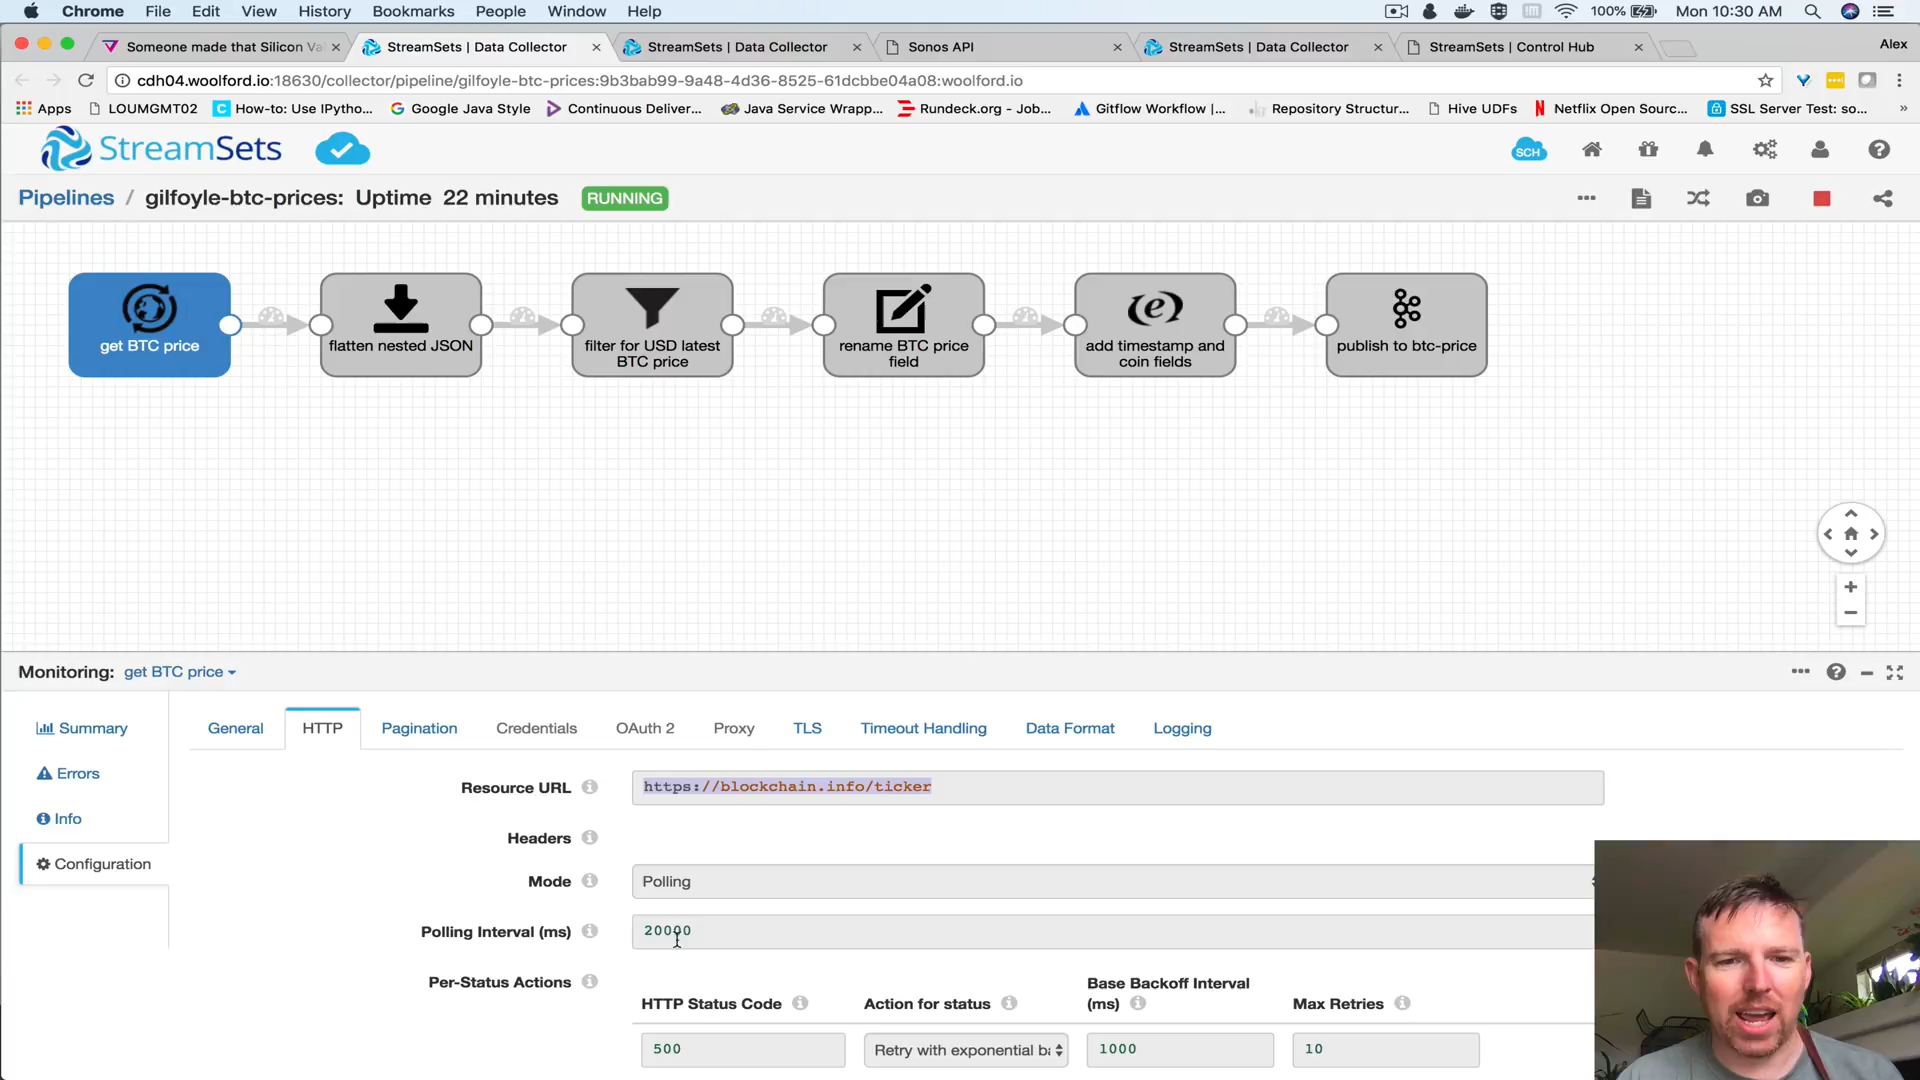 Chrome File Edit View History Bookmarks People Window Help 100% Mon 10:30 AM
Someone made that Silicon Va StreamSets | Data Collector StreamSets | Data Collector Sonos API StreamSets | Data Collector StreamSets | Control Hub Alex
cdh04.woolford.io:18630/collector/pipeline/gilfoyle-btc-prices:9b3bab99-9a48-4d36-8525-61dcbbe04a08:woolford.io
Apps LOUMGMT02 How-to: Use IPytho... Google Java Style Continuous Deliver... Java Service Wrapp... Rundeck.org - Job... Gitflow Workflow |... Repository Structur... Hive UDFs Netflix Open Sourc... SSL Server Test: so... »
StreamSets SCH
Pipelines / gilfoyle-btc-prices: Uptime 22 minutes RUNNING
get BTC price
flatten nested JSON
filter for USD latest
BTC price
rename BTC price
field
add timestamp and
coin fields
publish to btc-price
Monitoring: get BTC price
Summary
Errors
Info
Configuration
General HTTP Pagination Credentials OAuth 2 Proxy TLS Timeout Handling Data Format Logging
Resource URL https://blockchain.info/ticker
Headers
Mode Polling
Polling Interval (ms) 20000
Per-Status Actions
HTTP Status Code Action for status Base Backoff Interval
(ms) Max Retries
500 Retry with exponential ba 1000 10